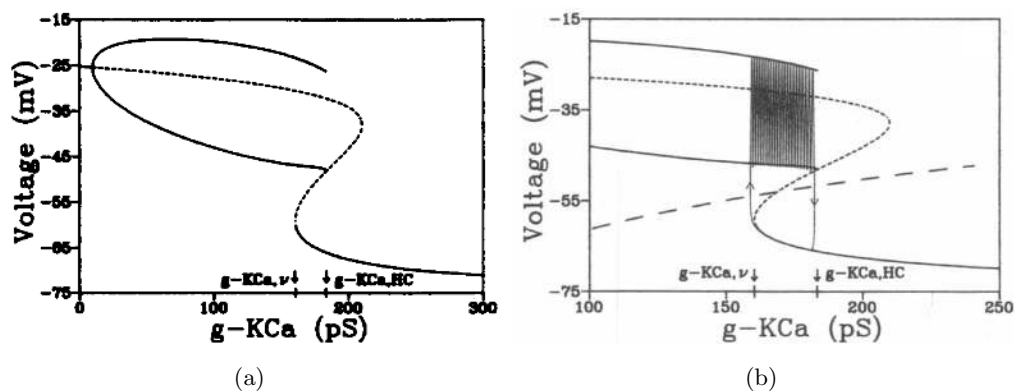 -15
-25
-35
-45
-55
-65
-75
Voltage (mV)
g-KCa,ν
g-KCa,HC
0
100
200
300
g-KCa (pS)
(a)
-15
-35
-55
-75
Voltage (mV)
g-KCa,ν
g-KCa,HC
100
150
200
250
g-KCa (pS)
(b)